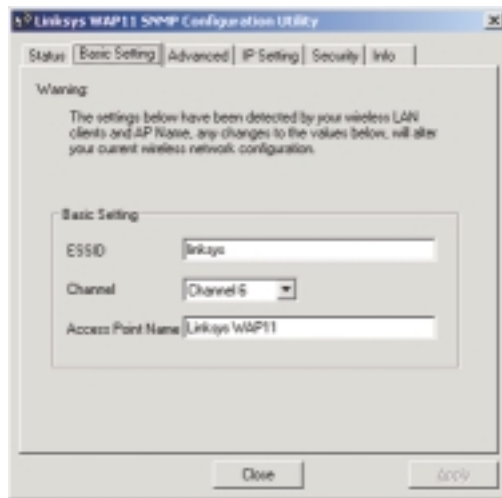 Linksys WAP11 SNMP Configuration Utility
Status Basic Setting Advanced IP Setting Security Info
Warning:
The settings below have been detected by your wireless LAN
clients and AP Name, any changes to the values below, will alter
your current wireless network configuration.
Basic Setting
ESSID linksys
Channel Channel 6
Access Point Name Linksys WAP11
Close Apply